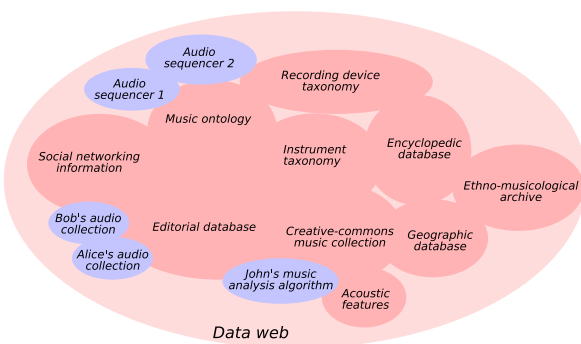 Audio
sequencer 2
Audio
sequencer 1
Recording device
taxonomy
Music ontology
Instrument
taxonomy
Encyclopedic
database
Social networking
information
Ethno-musicological
archive
Bob's audio
collection
Editorial database
Creative-commons
music collection
Geographic
database
Alice's audio
collection
John's music
analysis algorithm
Acoustic
features
Data web